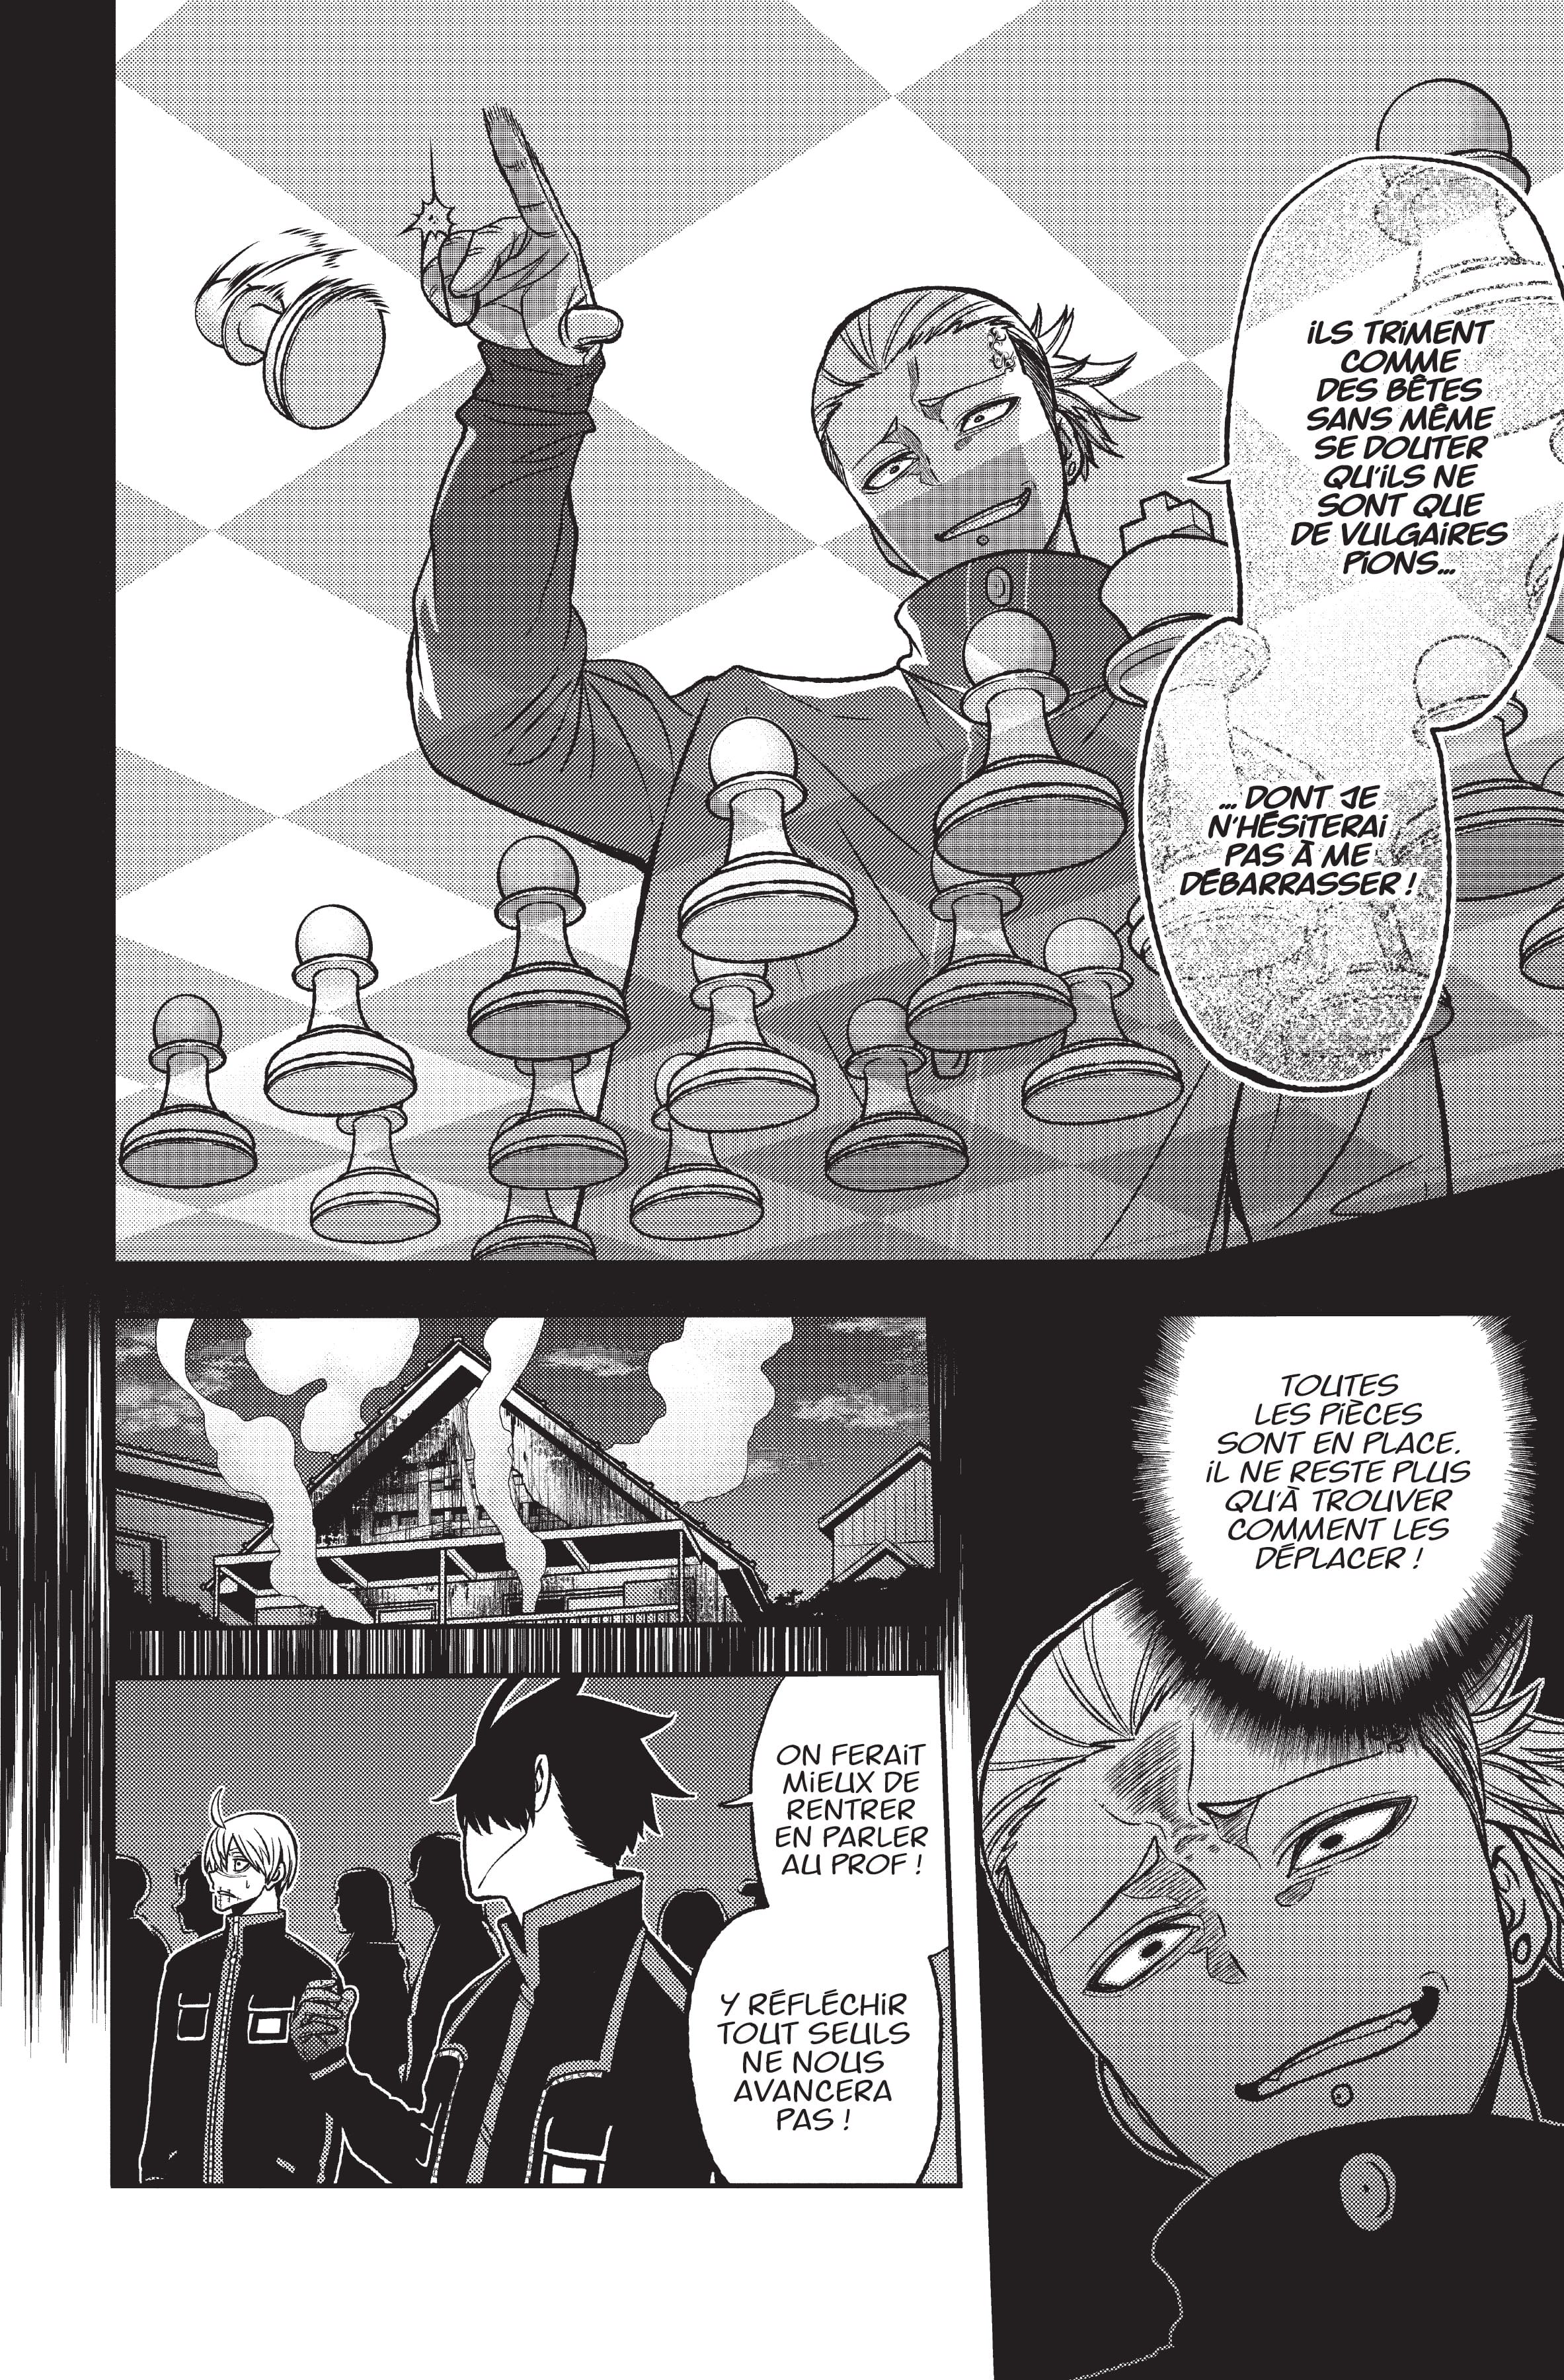 ILS TRIMENT
COMME
DES BÊTES
SANS MÊME
SE DOUTER
QU'ILS NE
SONT QUE
DE VULGAIRES
PIONS...
... DONT JE
N'HÉSITERAI
PAS À ME
DÉBARRASSER !
TOUTES
LES PIÈCES
SONT EN PLACE.
IL NE RESTE PLUS
QU'À TROUVER
COMMENT LES
DÉPLACER !
ON FERAIT
MIEUX DE
RENTRER
EN PARLER
AU PROF !
Y RÉFLÉCHIR
TOUT SEULS
NE NOUS
AVANCERA
PAS !